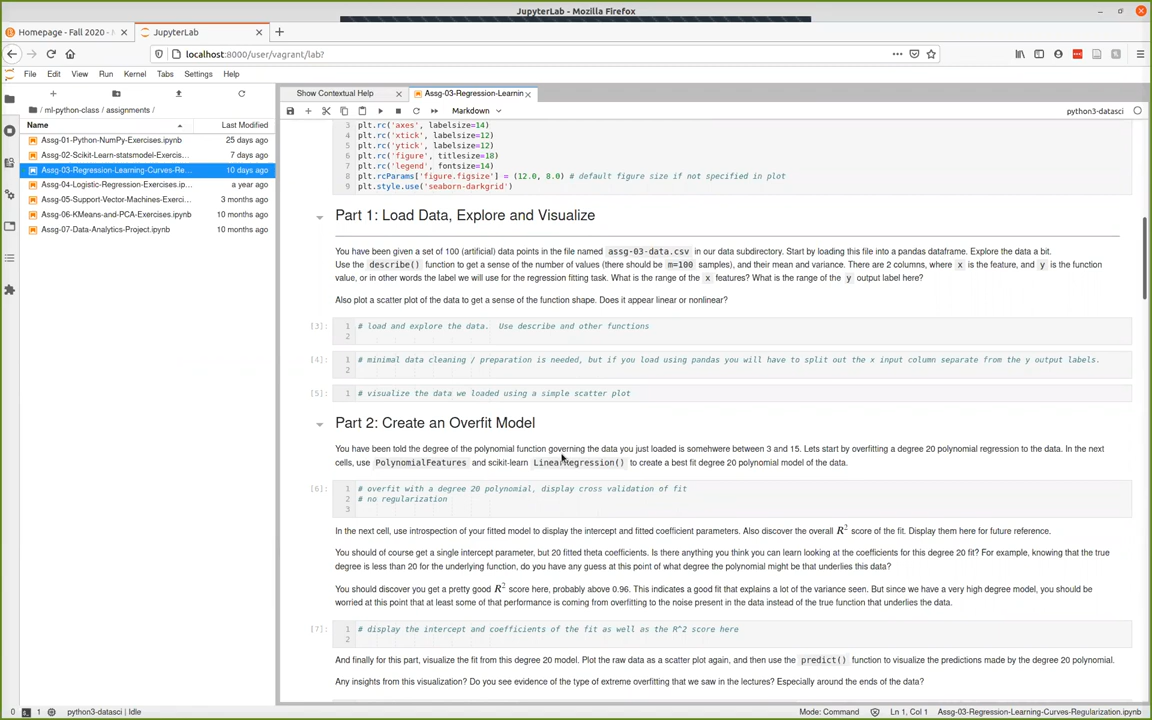 JupyterLab - Mozilla Firefox
Homepage - Fall 2020 -
JupyterLab
localhost:8000/user/vagrant/lab?
File Edit View Run Kernel Tabs Settings Help
Show Contextual Help
Assg-03-Regression-Learnin
/ ml-python-class / assignments /
Markdown
python3-datasci
Name
Last Modified
Assg-01-Python-NumPy-Exercises.ipynb 25 days ago
Assg-02-Scikit-Learn-statsmodel-Exercis... 7 days ago
Assg-03-Regression-Learning-Curves-Re... 10 days ago
Assg-04-Logistic-Regression-Exercises.ip... a year ago
Assg-05-Support-Vector-Machines-Exerci... 3 months ago
Assg-06-KMeans-and-PCA-Exercises.ipynb 10 months ago
Assg-07-Data-Analytics-Project.ipynb 10 months ago
3 plt.rc('axes', labelsize=14)
4 plt.rc('xtick', labelsize=12)
5 plt.rc('ytick', labelsize=12)
6 plt.rc('figure', titlesize=18)
7 plt.rc('legend', fontsize=14)
8 plt.rcParams['figure.figsize'] = (12.0, 8.0) # default figure size if not specified in plot
9 plt.style.use('seaborn-darkgrid')
Part 1: Load Data, Explore and Visualize
You have been given a set of 100 (artificial) data points in the file named assg-03-data.csv in our data subdirectory. Start by loading this file into a pandas dataframe. Explore the data a bit.
Use the describe() function to get a sense of the number of values (there should be m=100 samples), and their mean and variance. There are 2 columns, where x is the feature, and y is the function
value, or in other words the label we will use for the regression fitting task. What is the range of the x features? What is the range of the y output label here?
Also plot a scatter plot of the data to get a sense of the function shape. Does it appear linear or nonlinear?
[3]: 1 # load and explore the data. Use describe and other functions
2
[4]: 1 # minimal data cleaning / preparation is needed, but if you load using pandas you will have to split out the x input column separate from the y output labels.
2
[5]: 1 # visualize the data we loaded using a simple scatter plot
Part 2: Create an Overfit Model
You have been told the degree of the polynomial function governing the data you just loaded is somehwere between 3 and 15. Lets start by overfitting a degree 20 polynomial regression to the data. In the next
cells, use PolynomialFeatures and scikit-learn LinearRegression() to create a best fit degree 20 polynomial model of the data.
[6]: 1 # overfit with a degree 20 polynomial, display cross validation of fit
2 # no regularization
3
In the next cell, use introspection of your fitted model to display the intercept and fitted coefficient parameters. Also discover the overall R² score of the fit. Display them here for future reference.
You should of course get a single intercept parameter, but 20 fitted theta coefficients. Is there anything you think you can learn looking at the coefficients for this degree 20 fit? For example, knowing that the true
degree is less than 20 for the underlying function, do you have any guess at this point of what degree the polynomial might be that underlies this data?
You should discover you get a pretty good R² score here, probably above 0.96. This indicates a good fit that explains a lot of the variance seen. But since we have a very high degree model, you should be
worried at this point that at least some of that performance is coming from overfitting to the noise present in the data instead of the true function that underlies the data.
[7]: 1 # display the intercept and coefficients of the fit as well as the R^2 score here
2
And finally for this part, visualize the fit from this degree 20 model. Plot the raw data as a scatter plot again, and then use the predict() function to visualize the predictions made by the degree 20 polynomial.
Any insights from this visualization? Do you see evidence of the type of extreme overfitting that we saw in the lectures? Especially around the ends of the data?
0 1 python3-datasci | Idle
Mode: Command Ln 1, Col 1 Assg-03-Regression-Learning-Curves-Regularization.ipynb